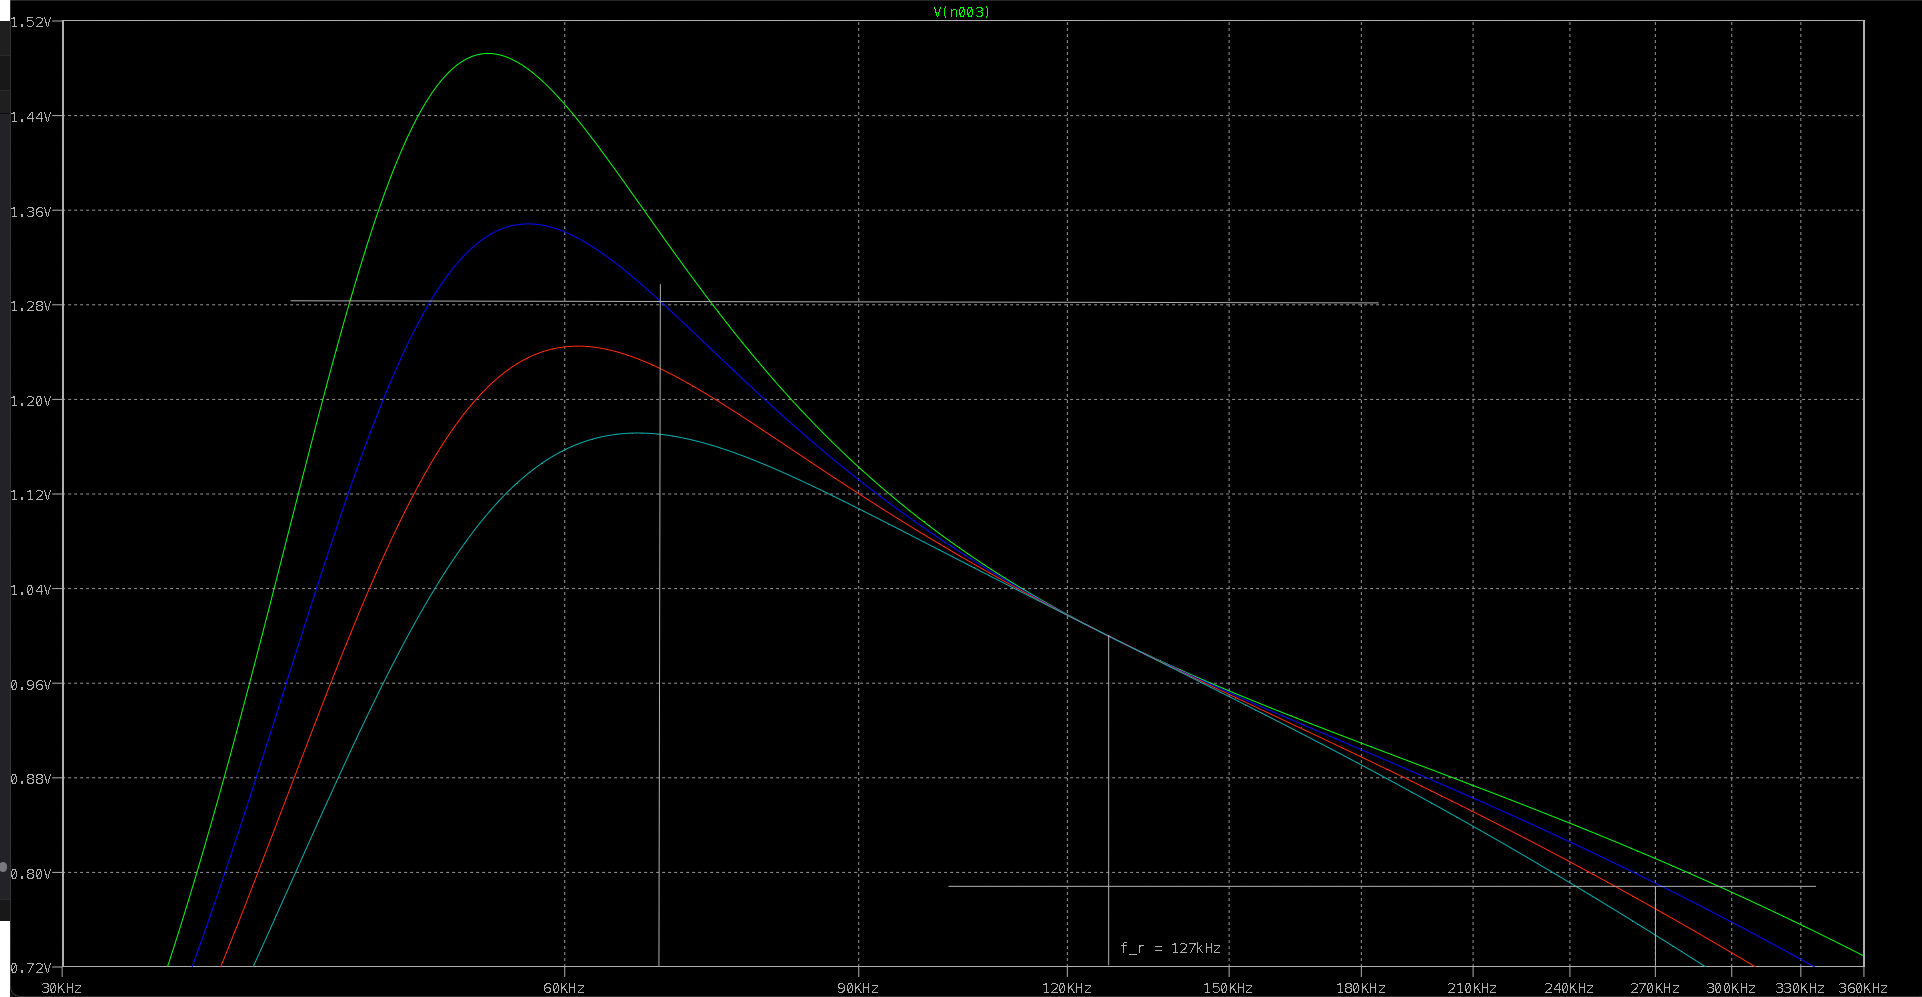 V(n003)
1.52V
1.44V
1.36V
1.28V
1.20V
1.12V
1.04V
0.96V
0.88V
0.80V
0.72V
f_r = 127kHz
30KHz 60KHz 90KHz 120KHz 150KHz 180KHz 210KHz 240KHz 270KHz 300KHz 330KHz 360KHz